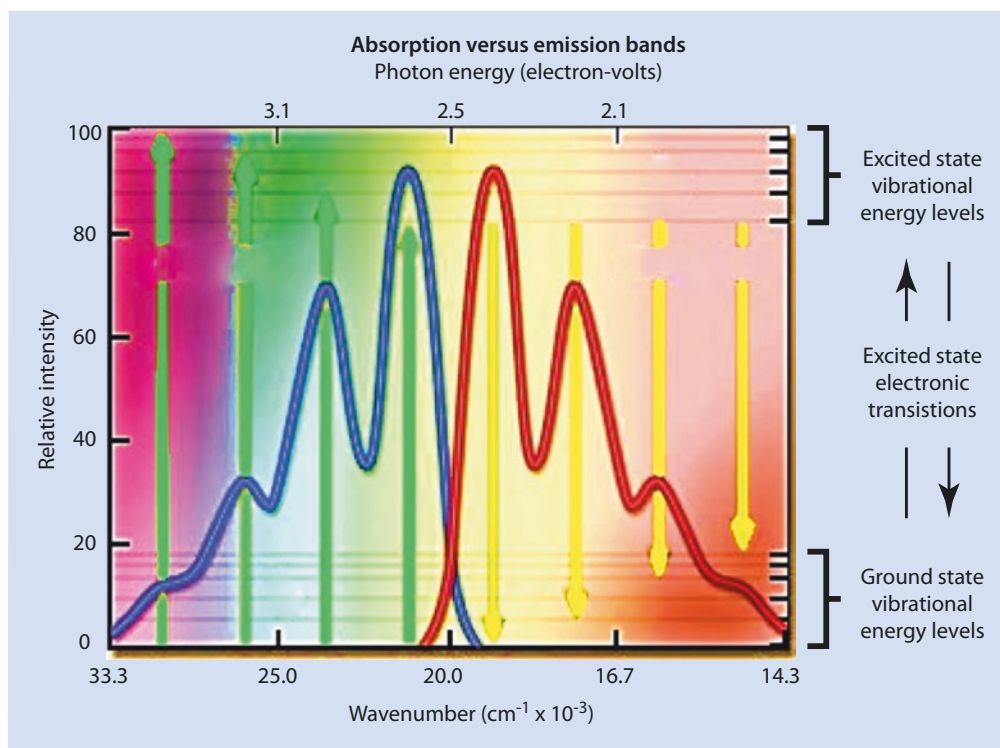 Absorption versus emission bands
Photon energy (electron-volts)
3.1 2.5 2.1
100
80
60
40
20
0
Relative intensity
33.3 25.0 20.0 16.7 14.3
Wavenumber (cm⁻¹ x 10⁻³)
Excited state
vibrational
energy levels
Excited state
electronic
transistions
Ground state
vibrational
energy levels